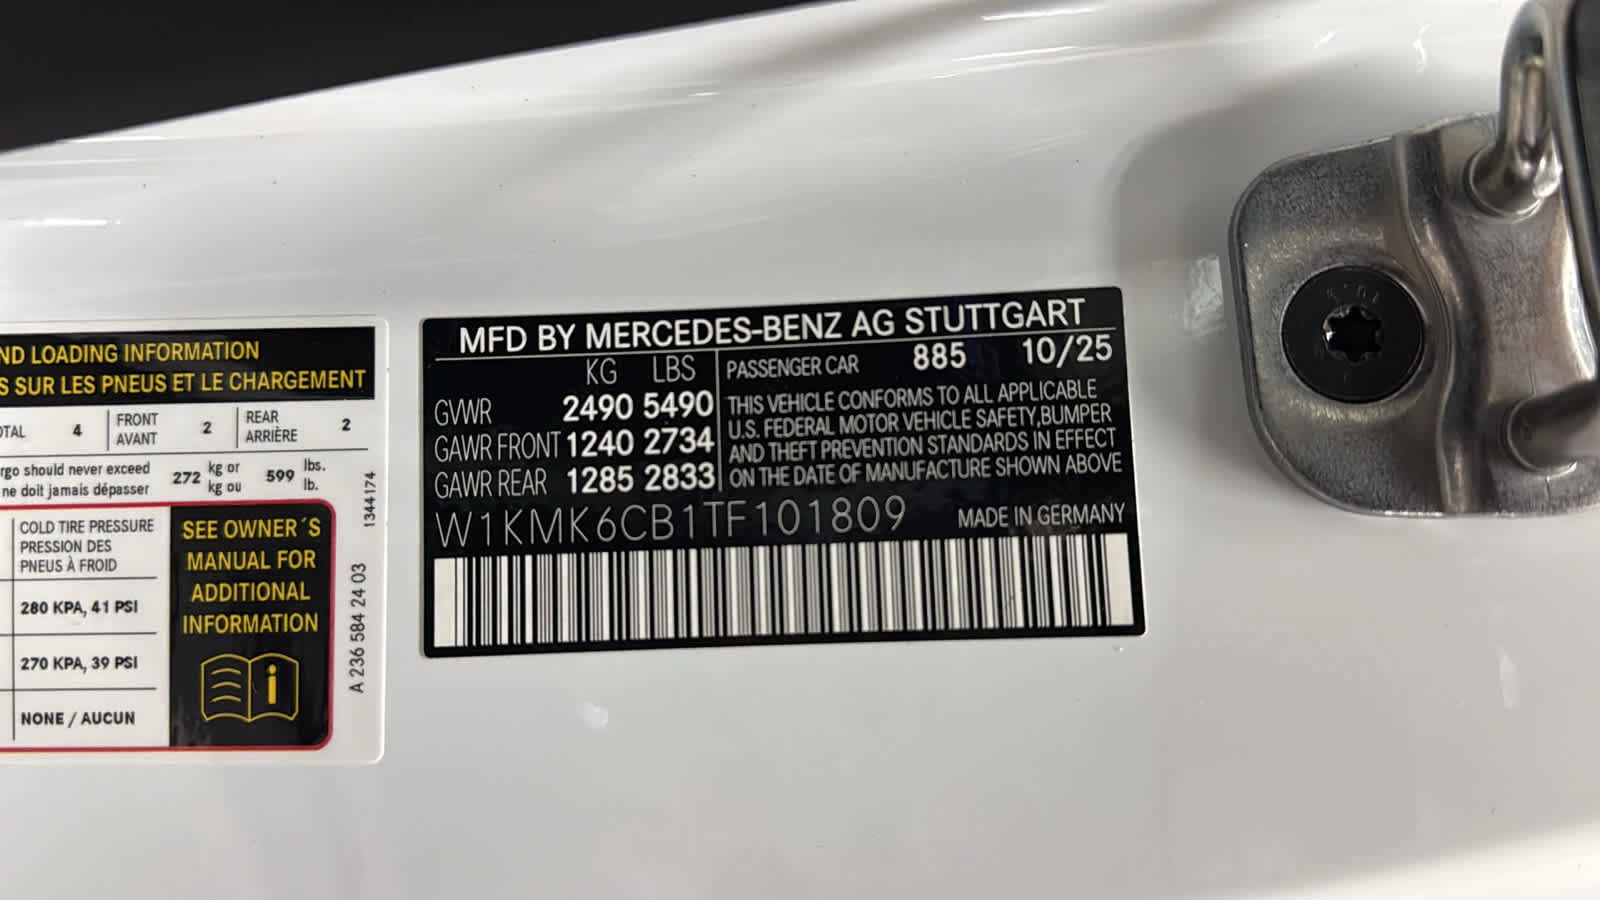 ND LOADING INFORMATION
S SUR LES PNEUS ET LE CHARGEMENT
4
FRONT
AVANT
2
REAR
ARRIÈRE
2
should never exceed
ne doit jamais dépasser
272
kg or
kg ou
599
lbs.
lb.
COLD TIRE PRESSURE
PRESSION DES
PNEUS À FROID
280 KPA, 41 PSI
270 KPA, 39 PSI
NONE / AUCUN
SEE OWNER´S
MANUAL FOR
ADDITIONAL
INFORMATION
i
1344174
A 236 584 24 03
MFD BY MERCEDES-BENZ AG STUTTGART
KG LBS
GVWR 2490 5490
GAWR FRONT 1240 2734
GAWR REAR 1285 2833
PASSENGER CAR 885 10/25
THIS VEHICLE CONFORMS TO ALL APPLICABLE
U.S. FEDERAL MOTOR VEHICLE SAFETY,BUMPER
AND THEFT PREVENTION STANDARDS IN EFFECT
ON THE DATE OF MANUFACTURE SHOWN ABOVE
W1KMK6CB1TF101809
MADE IN GERMANY